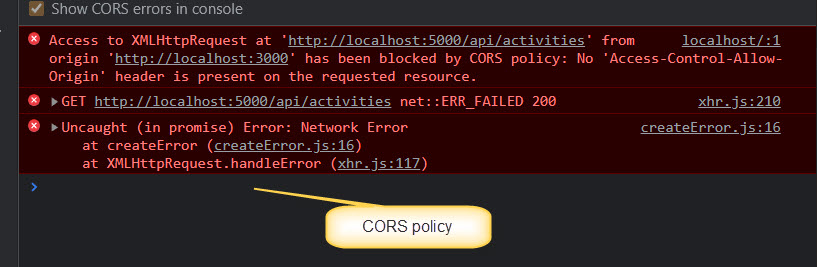 Show CORS errors in console
Access to XMLHttpRequest at 'http://localhost:5000/api/activities' from localhost/:1
origin 'http://localhost:3000' has been blocked by CORS policy: No 'Access-Control-Allow-
Origin' header is present on the requested resource.
GET http://localhost:5000/api/activities net::ERR_FAILED 200 xhr.js:210
Uncaught (in promise) Error: Network Error createError.js:16
at createError (createError.js:16)
at XMLHttpRequest.handleError (xhr.js:117)
CORS policy